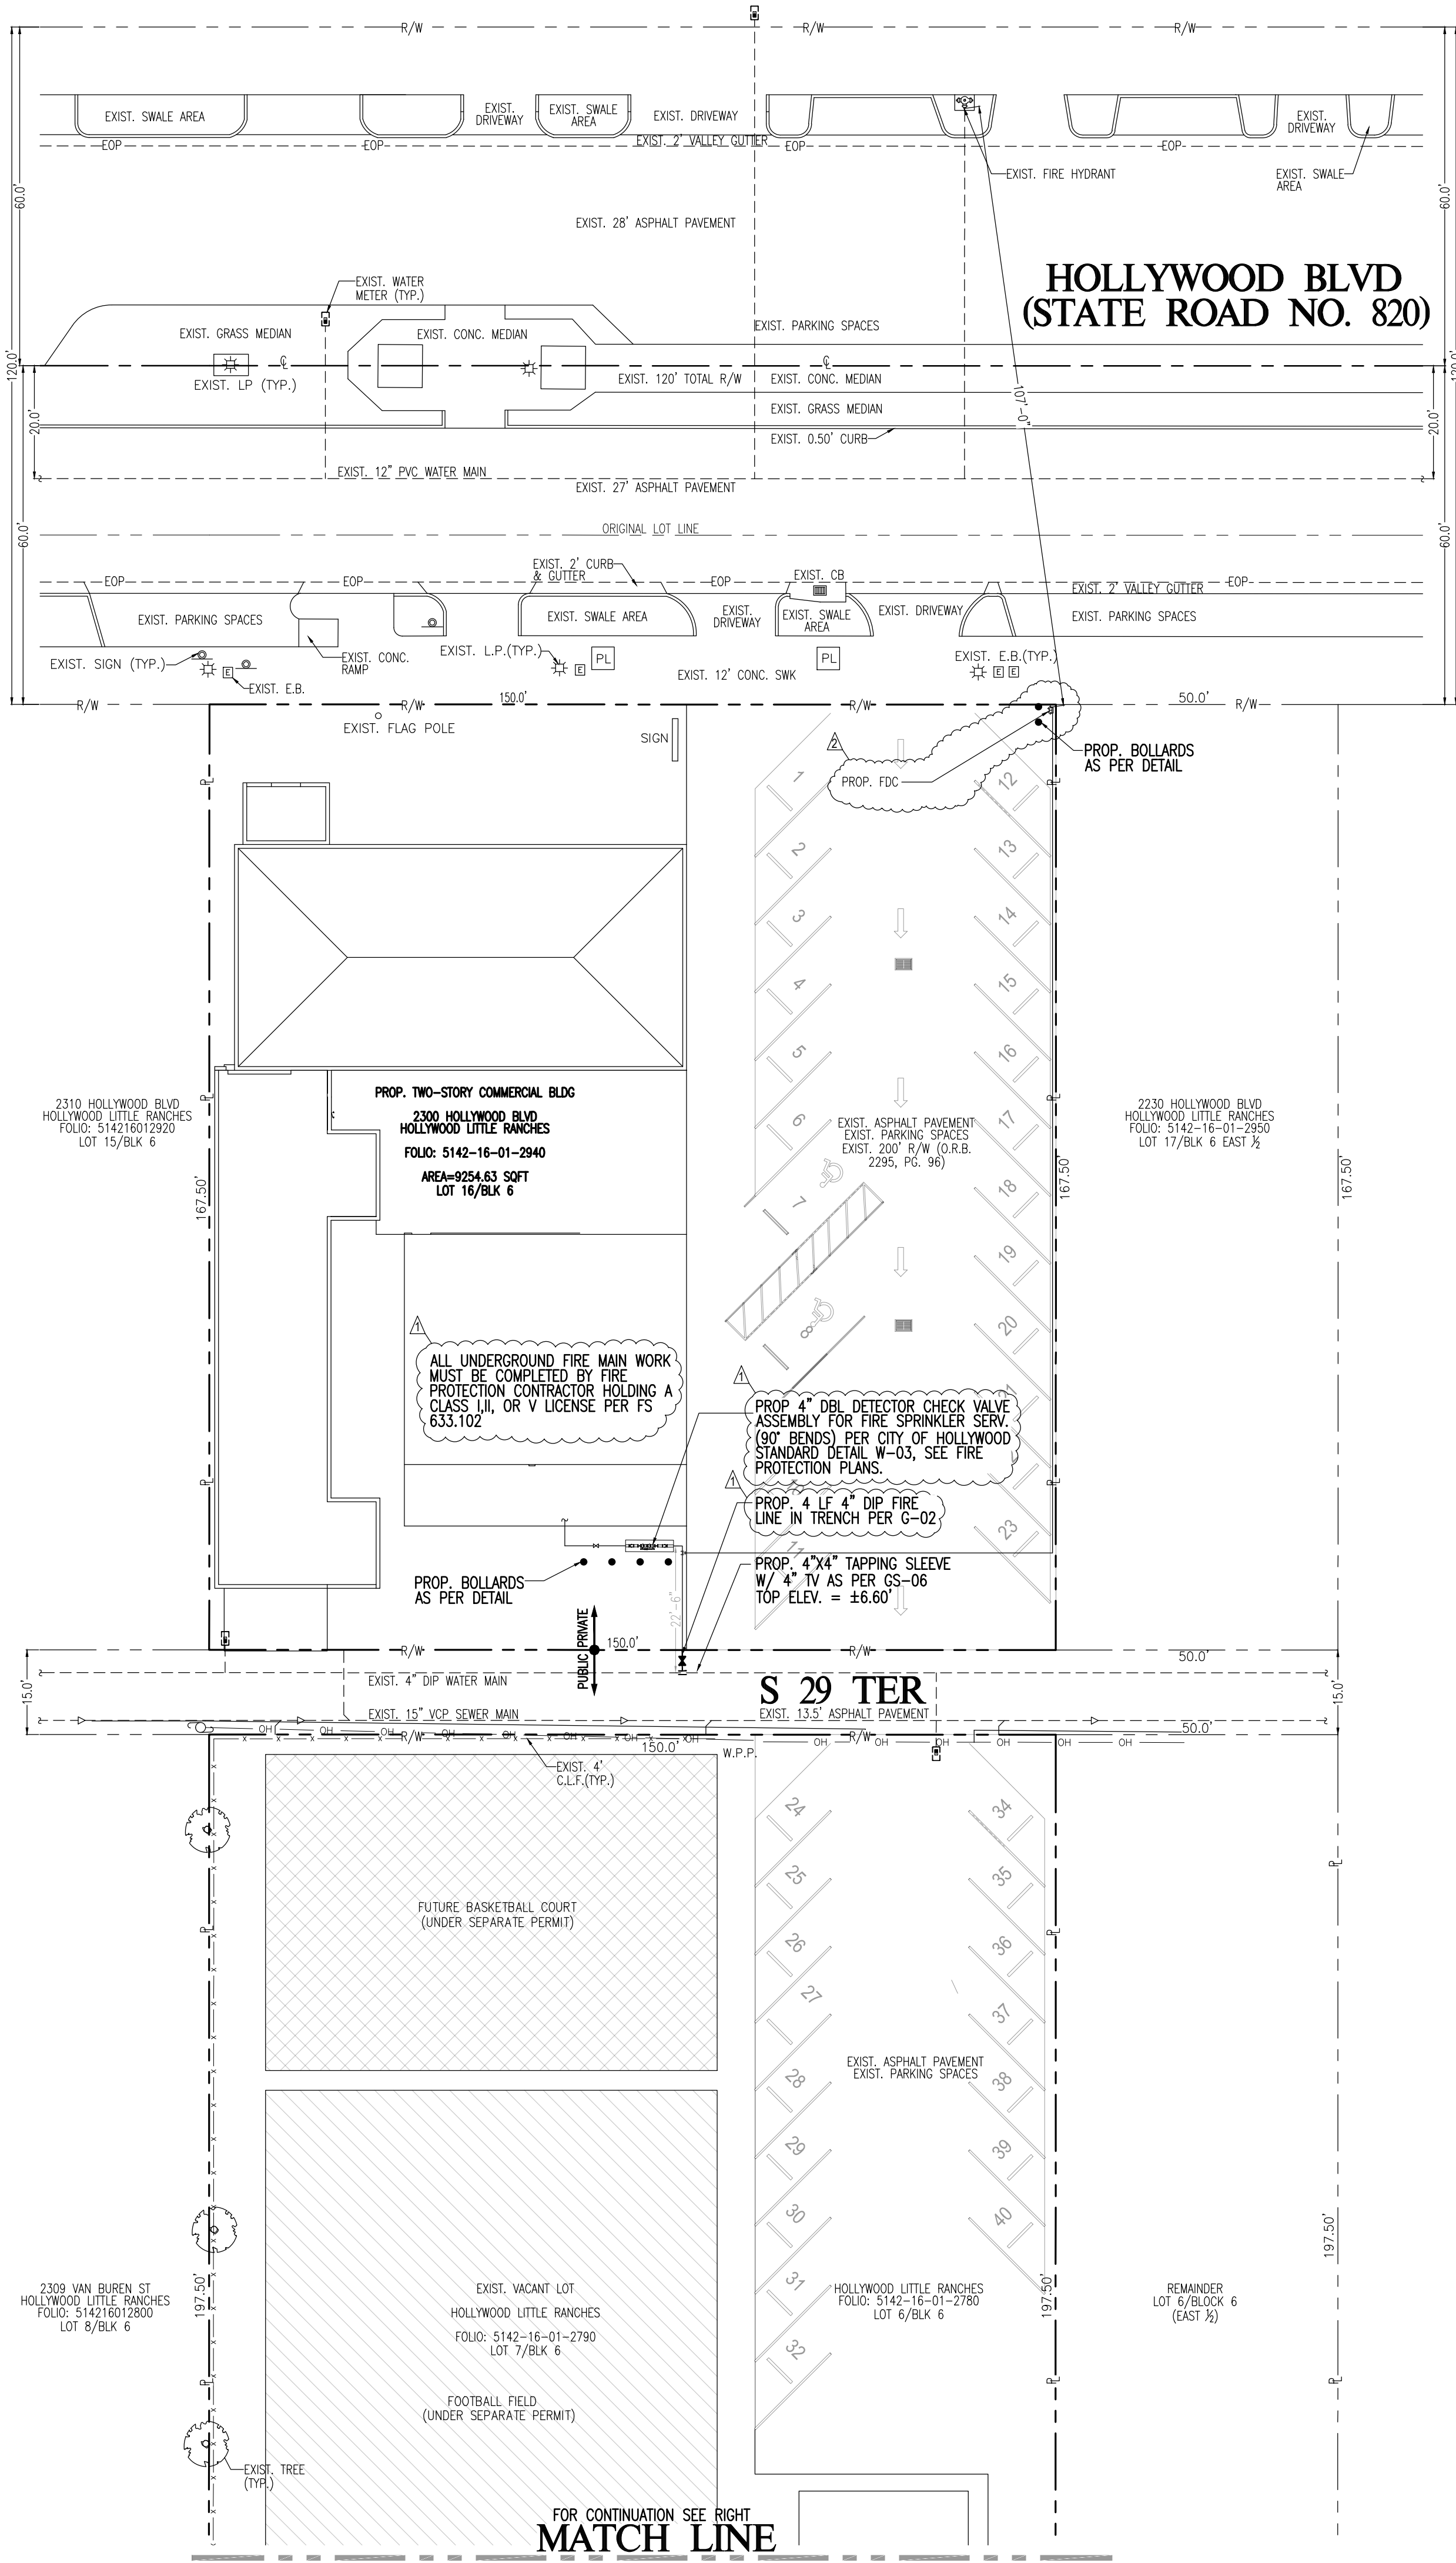 R/W
R/W
R/W
EXIST. SWALE AREA
EXIST.
DRIVEWAY
EXIST. SWALE
AREA
EXIST. DRIVEWAY
EXIST.
DRIVEWAY
EOP
EOP
EXIST. 2' VALLEY GUTTER
EOP
EOP
EXIST. FIRE HYDRANT
EXIST. SWALE
AREA
60.0'
60.0'
EXIST. 28' ASPHALT PAVEMENT
HOLLYWOOD BLVD
(STATE ROAD NO. 820)
EXIST. WATER
METER (TYP.)
EXIST. GRASS MEDIAN
EXIST. CONC. MEDIAN
EXIST. PARKING SPACES
120.0'
120.0'
EXIST. LP (TYP.)
EXIST. 120' TOTAL R/W
EXIST. CONC. MEDIAN
EXIST. GRASS MEDIAN
107'-0"
20.0'
20.0'
EXIST. 0.50' CURB
EXIST. 12" PVC WATER MAIN
EXIST. 27' ASPHALT PAVEMENT
60.0'
60.0'
ORIGINAL LOT LINE
EXIST. 2' CURB
& GUTTER
EOP
EOP
EOP
EXIST. CB
EXIST. 2' VALLEY GUTTER
EOP
EXIST. PARKING SPACES
EXIST. SWALE AREA
EXIST.
DRIVEWAY
EXIST. SWALE
AREA
EXIST. DRIVEWAY
EXIST. PARKING SPACES
EXIST. SIGN (TYP.)
EXIST. CONC.
RAMP
EXIST. L.P.(TYP.)
PL
PL
EXIST. E.B.(TYP.)
E
E
E
E
EXIST. E.B.
EXIST. 12' CONC. SWK
R/W
150.0'
R/W
R/W
50.0'
R/W
EXIST. FLAG POLE
SIGN
2
PROP. FDC
PROP. BOLLARDS
AS PER DETAIL
1
12
2
13
3
14
4
15
5
16
6
17
2310 HOLLYWOOD BLVD
HOLLYWOOD LITTLE RANCHES
FOLIO: 514216012920
LOT 15/BLK 6
PROP. TWO-STORY COMMERCIAL BLDG
2300 HOLLYWOOD BLVD
HOLLYWOOD LITTLE RANCHES
FOLIO: 5142-16-01-2940
AREA=9254.63 SQFT
LOT 16/BLK 6
EXIST. ASPHALT PAVEMENT
EXIST. PARKING SPACES
EXIST. 200' R/W (O.R.B.
2295, PG. 96)
2230 HOLLYWOOD BLVD
HOLLYWOOD LITTLE RANCHES
FOLIO: 5142-16-01-2950
LOT 17/BLK 6 EAST ½
167.50'
167.50'
167.50'
7
18
19
8
20
1
ALL UNDERGROUND FIRE MAIN WORK
MUST BE COMPLETED BY FIRE
PROTECTION CONTRACTOR HOLDING A
CLASS I,II, OR V LICENSE PER FS
633.102
1
PROP 4" DBL DETECTOR CHECK VALVE
ASSEMBLY FOR FIRE SPRINKLER SERV.
(90° BENDS) PER CITY OF HOLLYWOOD
STANDARD DETAIL W-03, SEE FIRE
PROTECTION PLANS.
1
PROP. 4 LF 4" DIP FIRE
LINE IN TRENCH PER G-02
23
11
PROP. 4"X4" TAPPING SLEEVE
W/ 4" TV AS PER GS-06
TOP ELEV. = ±6.60'
PROP. BOLLARDS
AS PER DETAIL
22'-6"
PUBLIC PRIVATE
R/W
150.0'
R/W
50.0'
15.0'
15.0'
EXIST. 4" DIP WATER MAIN
S 29 TER
EXIST. 15" VCP SEWER MAIN
EXIST. 13.5' ASPHALT PAVEMENT
50.0'
OH
OH
OH
OH
OH
OH
OH
R/W
R/W
OH
OH
OH
OH
OH
OH
150.0'
W.P.P.
EXIST. 4'
C.L.F.(TYP.)
24
34
25
35
26
36
27
37
28
38
29
39
30
40
31
32
FUTURE BASKETBALL COURT
(UNDER SEPARATE PERMIT)
EXIST. ASPHALT PAVEMENT
EXIST. PARKING SPACES
2309 VAN BUREN ST
HOLLYWOOD LITTLE RANCHES
FOLIO: 514216012800
LOT 8/BLK 6
197.50'
EXIST. VACANT LOT
HOLLYWOOD LITTLE RANCHES
FOLIO: 5142-16-01-2790
LOT 7/BLK 6
HOLLYWOOD LITTLE RANCHES
FOLIO: 5142-16-01-2780
LOT 6/BLK 6
197.50'
REMAINDER
LOT 6/BLOCK 6
(EAST ½)
197.50'
FOOTBALL FIELD
(UNDER SEPARATE PERMIT)
EXIST. TREE
(TYP.)
FOR CONTINUATION SEE RIGHT
MATCH LINE